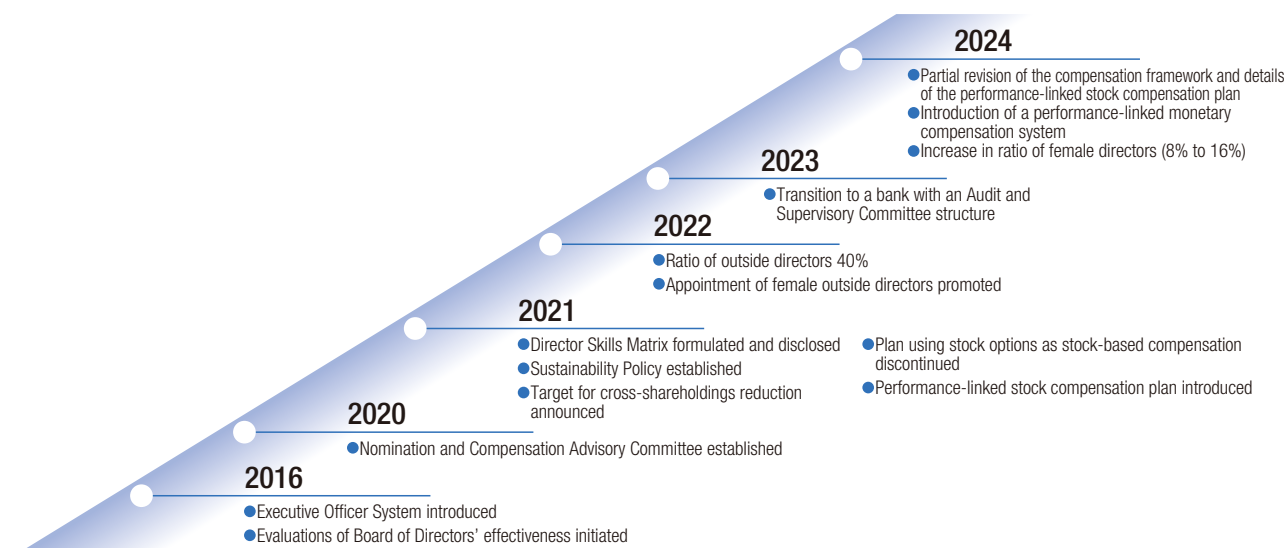 2024
●Partial revision of the compensation framework and details
of the performance-linked stock compensation plan
●Introduction of a performance-linked monetary
compensation system
●Increase in ratio of female directors (8% to 16%)
2023
●Transition to a bank with an Audit and
Supervisory Committee structure
2022
●Ratio of outside directors 40%
●Appointment of female outside directors promoted
2021
●Director Skills Matrix formulated and disclosed
●Sustainability Policy established
●Target for cross-shareholdings reduction
announced
●Plan using stock options as stock-based compensation
discontinued
●Performance-linked stock compensation plan introduced
2020
●Nomination and Compensation Advisory Committee established
2016
●Executive Officer System introduced
●Evaluations of Board of Directors' effectiveness initiated